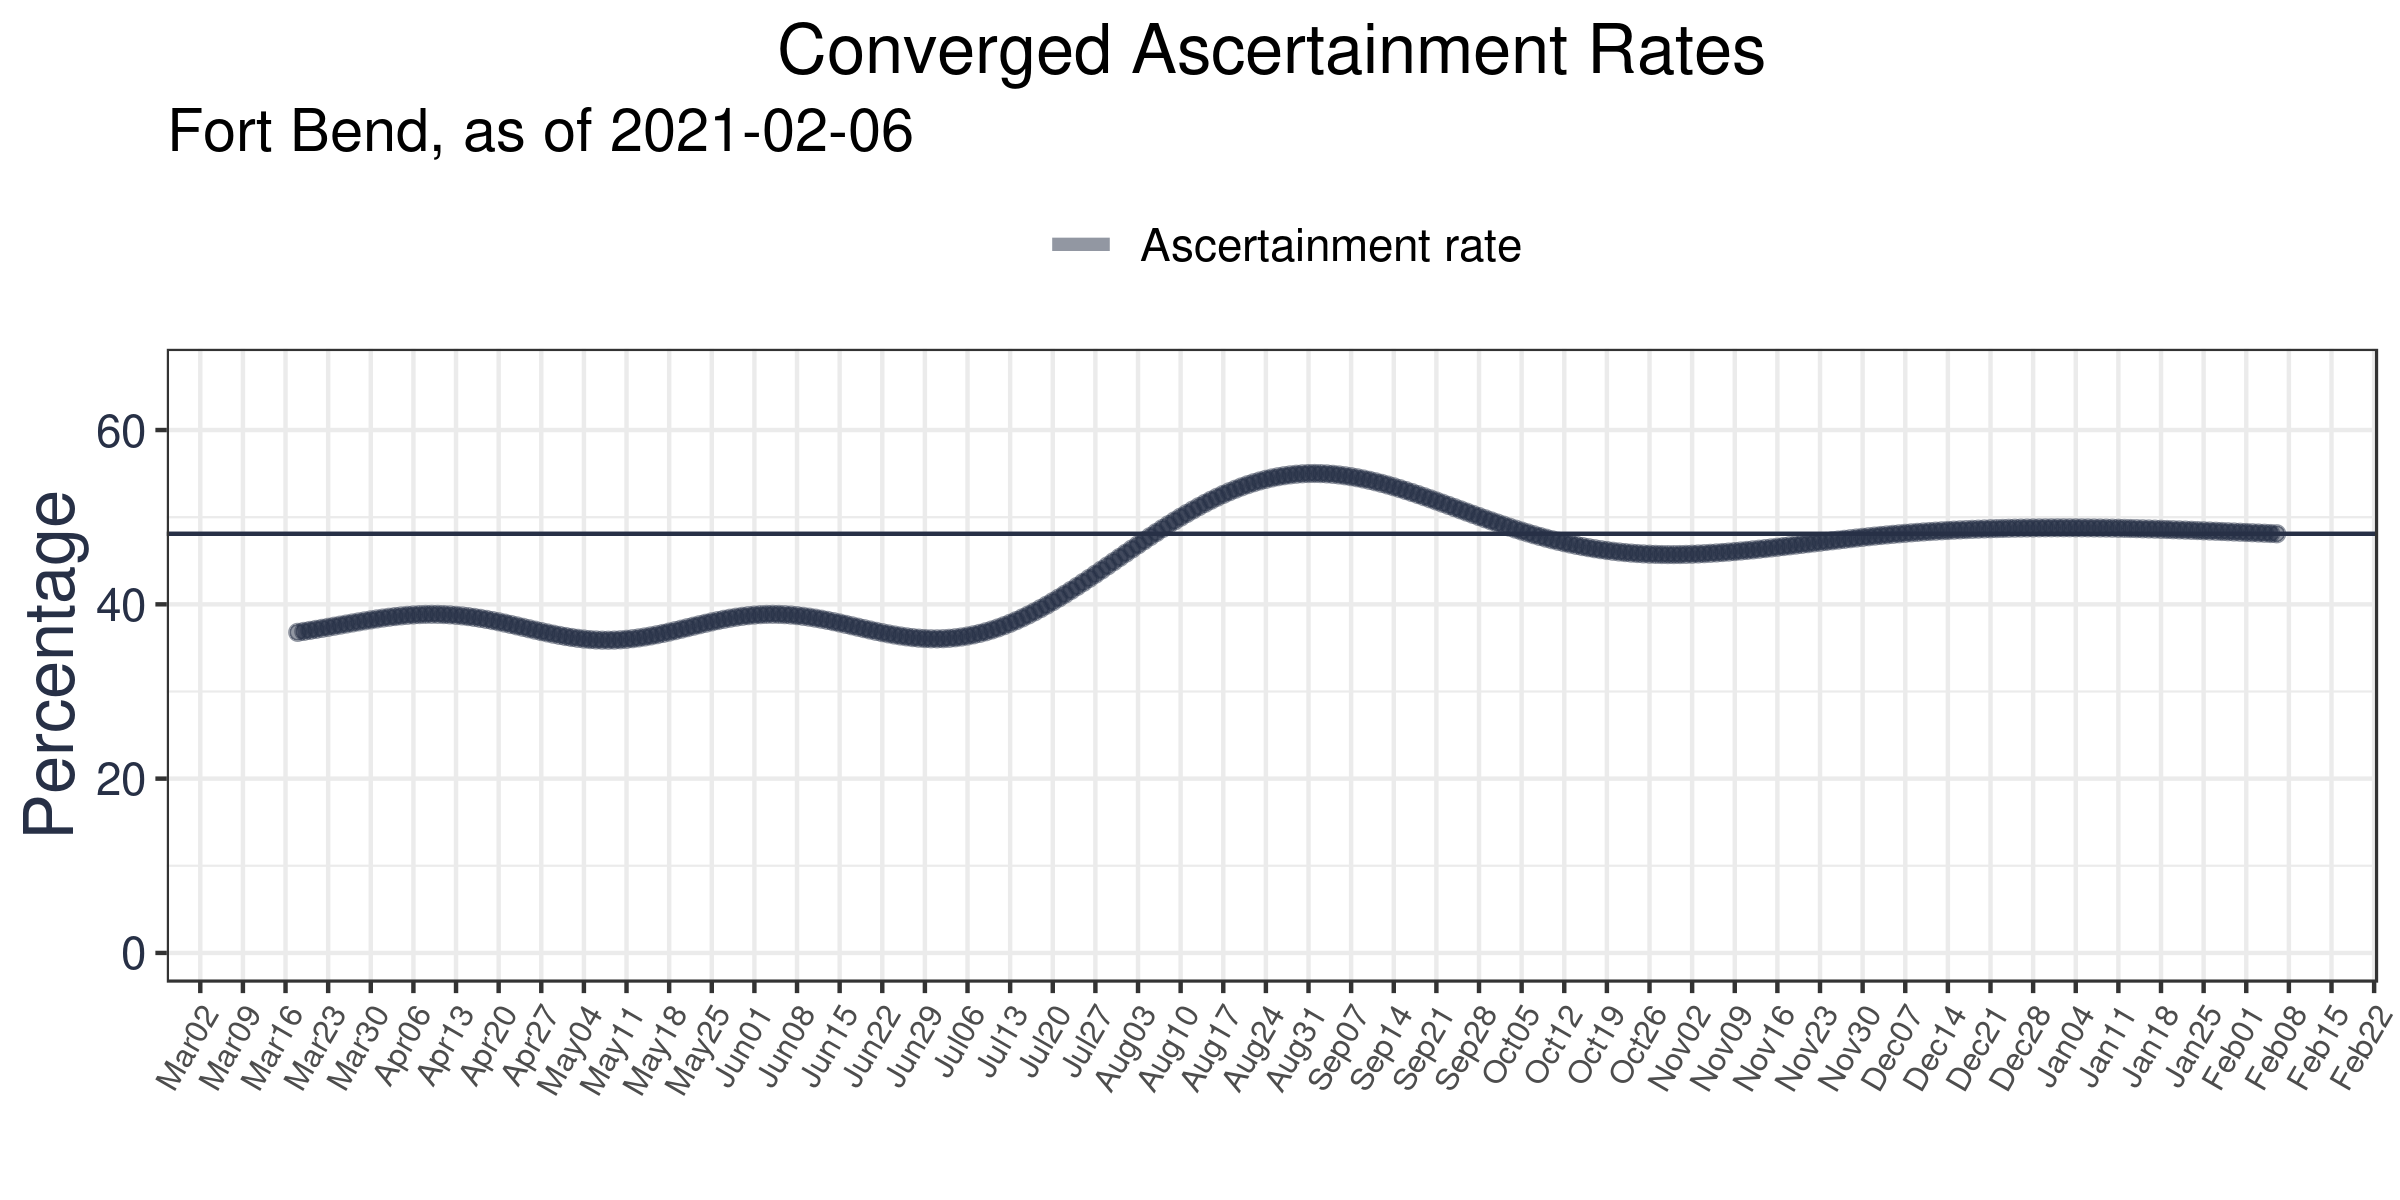 Converged Ascertainment Rates
Fort Bend, as of 2021-02-06
Ascertainment rate
Percentage
60
40
20
0
Mar02 Mar09 Mar16 Mar23 Mar30 Apr06 Apr13 Apr20 Apr27 May04 May11 May18 May25 Jun01 Jun08 Jun15 Jun22 Jun29 Jul06 Jul13 Jul20 Jul27 Aug03 Aug10 Aug17 Aug24 Aug31 Sep07 Sep14 Sep21 Sep28 Oct05 Oct12 Oct19 Oct26 Nov02 Nov09 Nov16 Nov23 Nov30 Dec07 Dec14 Dec21 Dec28 Jan04 Jan11 Jan18 Jan25 Feb01 Feb08 Feb15 Feb22